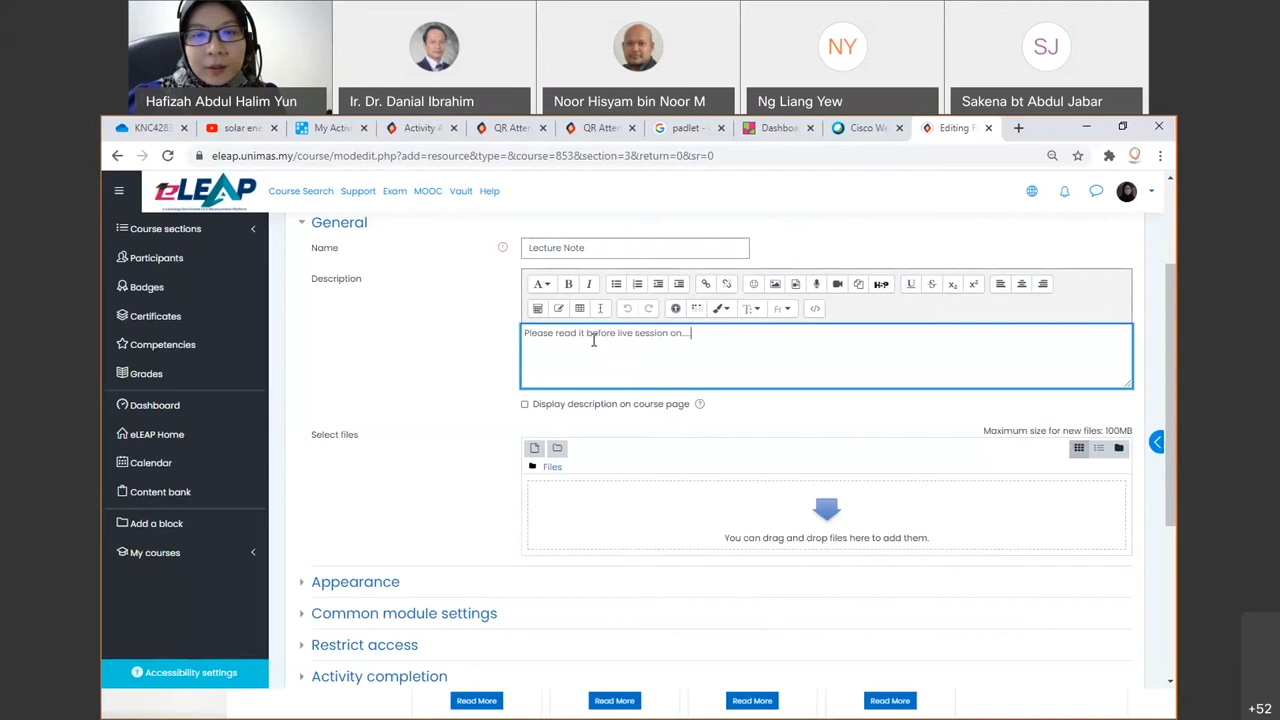 NY
SJ
Hafizah Abdul Halim Yun
Ir. Dr. Danial Ibrahim
Noor Hisyam bin Noor M
Ng Liang Yew
Sakena bt Abdul Jabar
KNC4283
solar ene
My Activ
Activity A
QR Atter
QR Atter
padlet -
Dashboa
Cisco We
Editing F
eleap.unimas.my/course/modedit.php?add=resource&type=&course=853&section=3&return=0&sr=0
eLEAP
Course Search
Support
Exam
MOOC
Vault
Help
Course sections
Participants
Badges
Certificates
Competencies
Grades
Dashboard
eLEAP Home
Calendar
Content bank
Add a block
My courses
Accessibility settings
General
Name
Lecture Note
Description
Please read it before live session on....
Display description on course page
Select files
Maximum size for new files: 100MB
Files
You can drag and drop files here to add them.
Appearance
Common module settings
Restrict access
Activity completion
Read More
Read More
Read More
Read More
+52